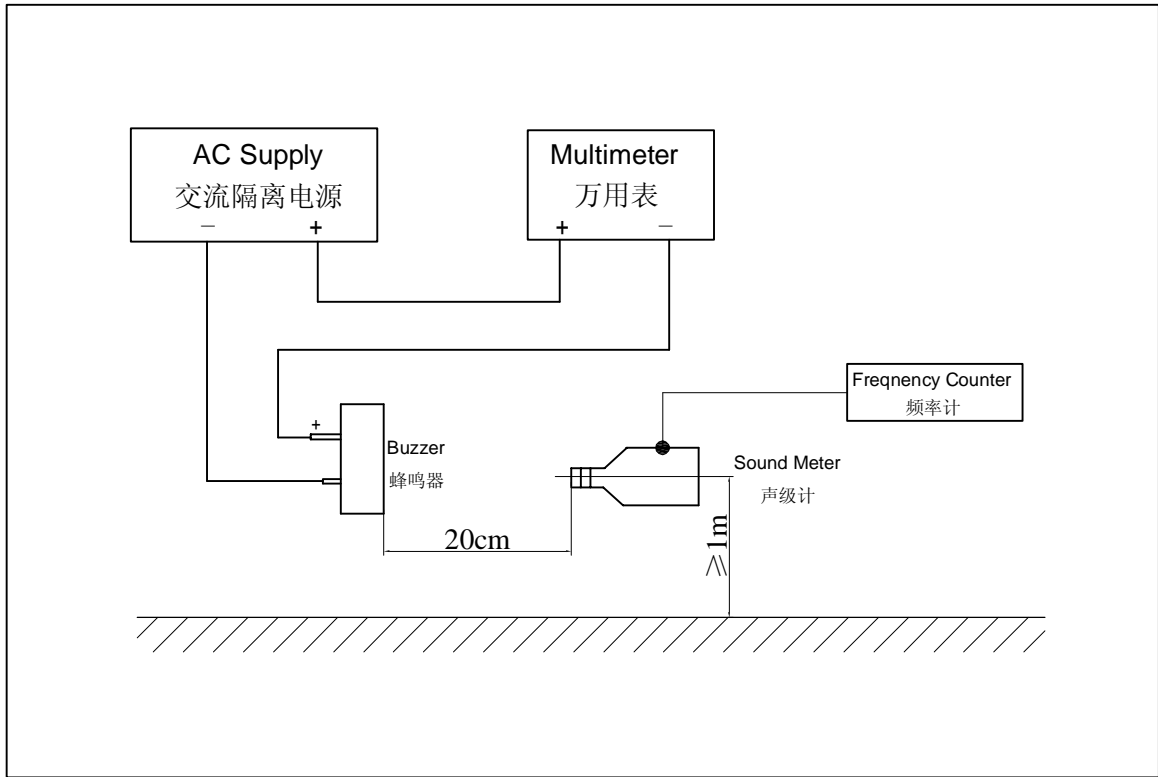 AC Supply
交流隔离电源
－ +
Multimeter
万用表
+ －
Freqnency Counter
频率计
+
Buzzer
蜂鸣器
Sound Meter
声级计
20cm
≥1m